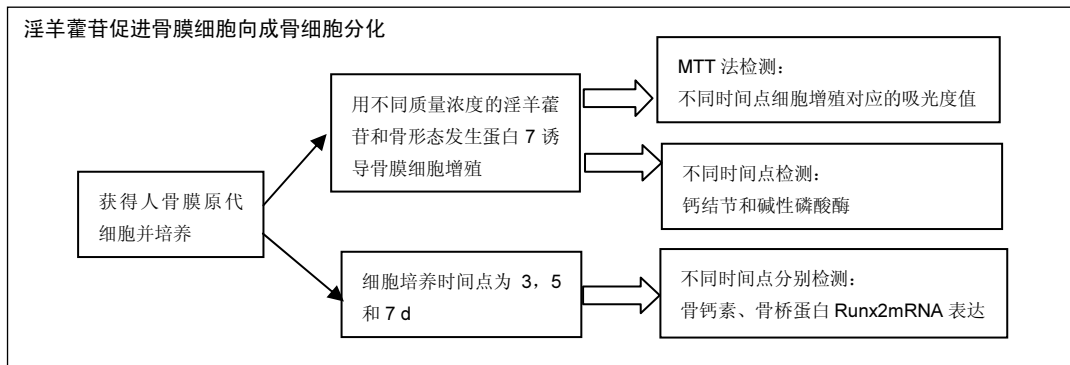 淫羊藿苷促进骨膜细胞向成骨细胞分化
获得人骨膜原代
细胞并培养
用不同质量浓度的淫羊藿
苷和骨形态发生蛋白 7 诱
导骨膜细胞增殖
细胞培养时间点为 3，5
和 7 d
MTT 法检测：
不同时间点细胞增殖对应的吸光度值
不同时间点检测：
钙结节和碱性磷酸酶
不同时间点分别检测：
骨钙素、骨桥蛋白 Runx2mRNA 表达